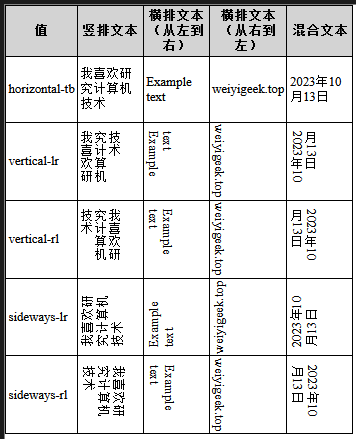 值
竖排文本
横排文本
（从左到
右）
横排文本
（从右到
左）
混合文本
horizontal-tb
我喜欢研
究计算机
技术
Example
text
weiyigeek.top
2023年10
月13日
vertical-lr
我喜欢研
究计算机
技术
Example
text
weiyigeek.top
2023年10
月13日
vertical-rl
我喜欢研
究计算机
技术
Example
text
weiyigeek.top
2023年10
月13日
sideways-lr
我喜欢研
究计算机
技术
Example
text
weiyigeek.top
2023年10
月13日
sideways-rl
我喜欢研
究计算机
技术
Example
text
weiyigeek.top
2023年10
月13日